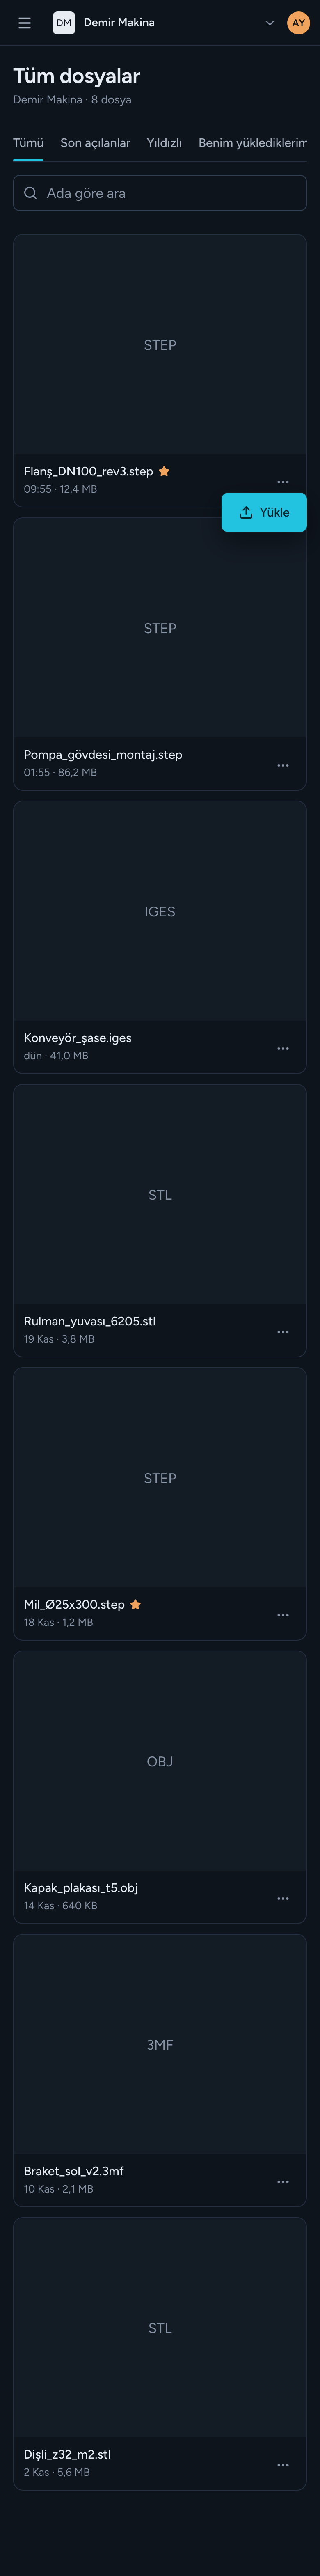 DM Demir Makina AY
Tüm dosyalar
Demir Makina · 8 dosya
Tümü Son açılanlar Yıldızlı Benim yüklediklerim
Ada göre ara
STEP
Flanş_DN100_rev3.step
09:55 · 12,4 MB
Yükle
STEP
Pompa_gövdesi_montaj.step
01:55 · 86,2 MB
IGES
Konveyör_şase.iges
dün · 41,0 MB
STL
Rulman_yuvası_6205.stl
19 Kas · 3,8 MB
STEP
Mil_Ø25x300.step
18 Kas · 1,2 MB
OBJ
Kapak_plakası_t5.obj
14 Kas · 640 KB
3MF
Braket_sol_v2.3mf
10 Kas · 2,1 MB
STL
Dişli_z32_m2.stl
2 Kas · 5,6 MB